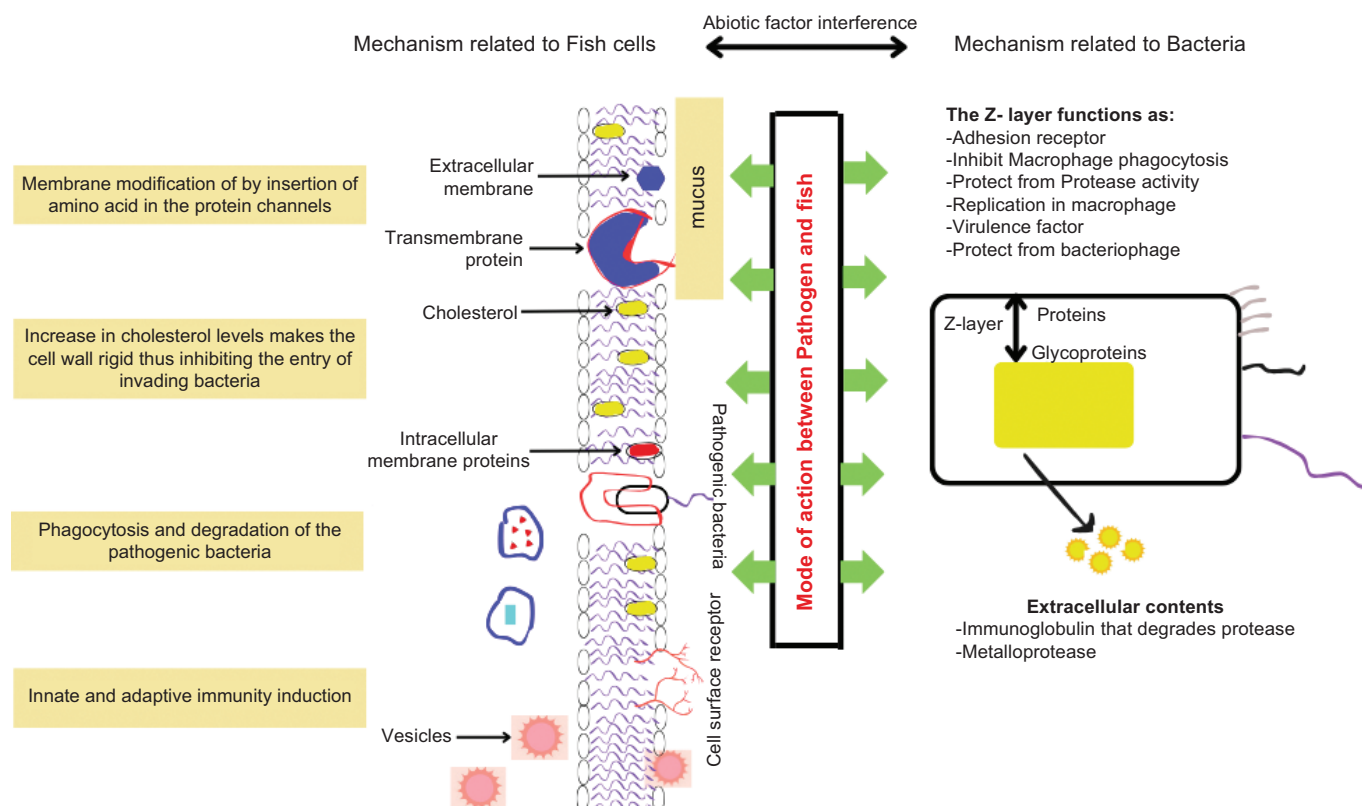 Abiotic factor interference
Mechanism related to Fish cells
Mechanism related to Bacteria
Membrane modification of by insertion of
amino acid in the protein channels
Increase in cholesterol levels makes the
cell wall rigid thus inhibiting the entry of
invading bacteria
Phagocytosis and degradation of the
pathogenic bacteria
Innate and adaptive immunity induction
Extracellular
membrane
Transmembrane
protein
Cholesterol
Intracellular
membrane proteins
Vesicles
mucus
Pathogenic bacteria
Cell surface receptor
Mode of action between Pathogen and fish
The Z- layer functions as:
-Adhesion receptor
-Inhibit Macrophage phagocytosis
-Protect from Protease activity
-Replication in macrophage
-Virulence factor
-Protect from bacteriophage
Z-layer
Proteins
Glycoproteins
Extracellular contents
-Immunoglobulin that degrades protease
-Metalloprotease